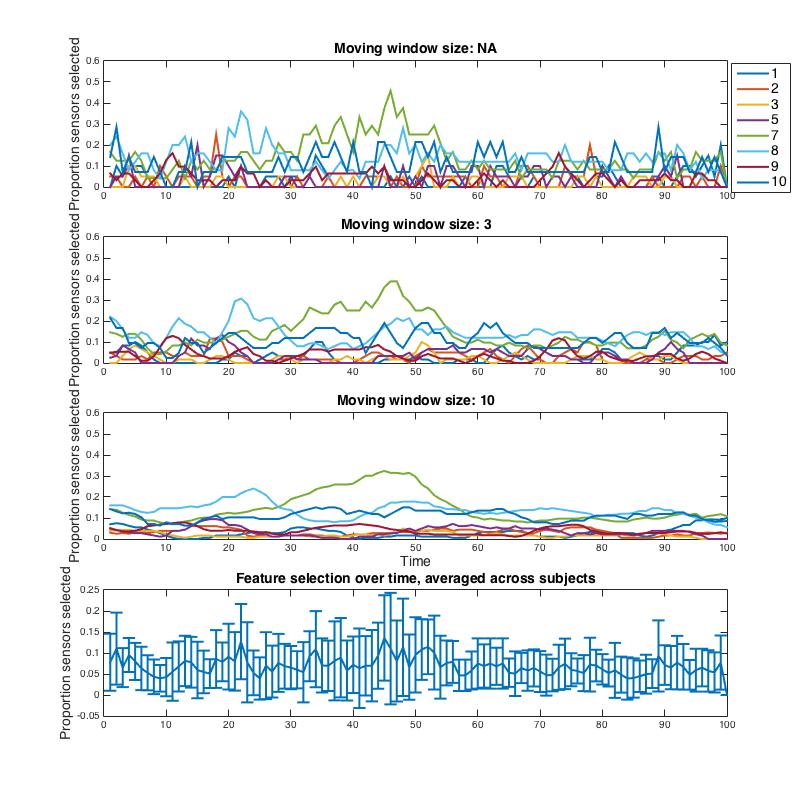 Moving window size: NA
Proportion sensors selected
0.6
0.5
0.4
0.3
0.2
0.1
0
0 10 20 30 40 50 60 70 80 90 100
1
2
3
5
7
8
9
10
Moving window size: 3
Proportion sensors selected
0.6
0.5
0.4
0.3
0.2
0.1
0
0 10 20 30 40 50 60 70 80 90 100
Moving window size: 10
Proportion sensors selected
0.6
0.5
0.4
0.3
0.2
0.1
0
0 10 20 30 40 50 60 70 80 90 100
Time
Feature selection over time, averaged across subjects
Proportion sensors selected
0.25
0.2
0.15
0.1
0.05
0
-0.05
0 10 20 30 40 50 60 70 80 90 100